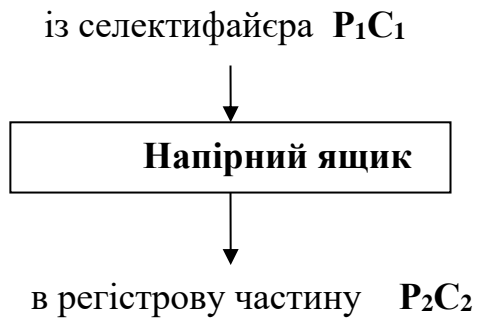 із селектифайєра P₁C₁
Напірний ящик
в регістрову частину P₂C₂